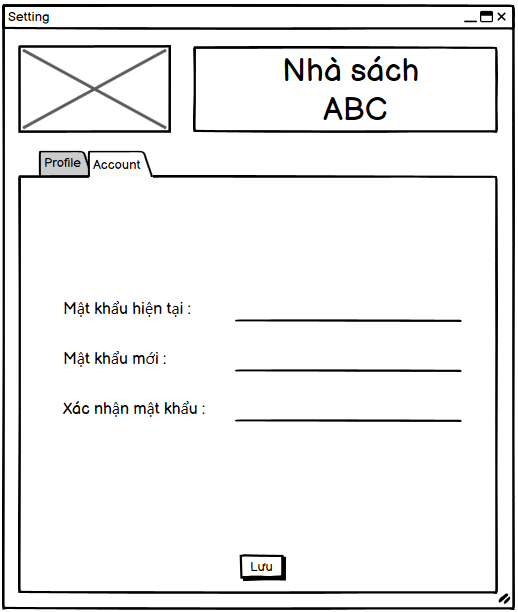 Setting
Nhà sách
ABC
Profile
Account
Mật khẩu hiện tại :
Mật khẩu mới :
Xác nhận mật khẩu :
Lưu